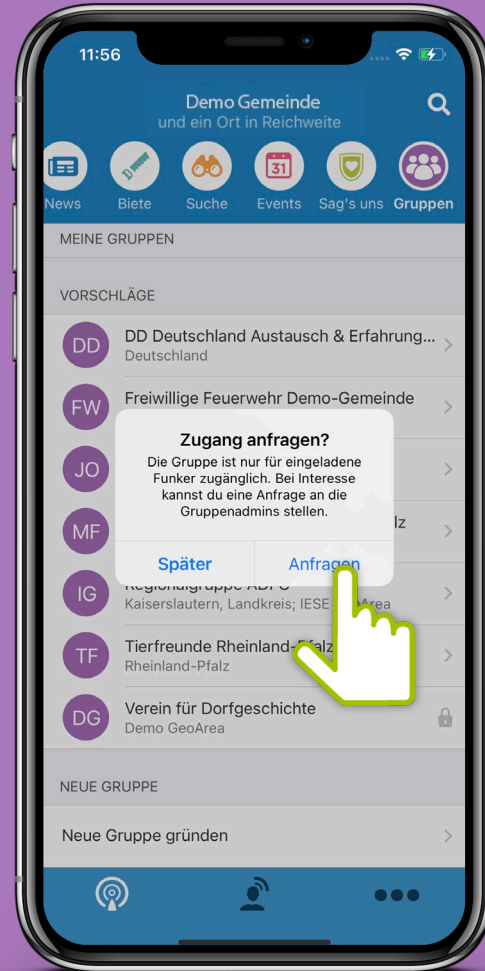 11:56
Demo Gemeinde
und ein Ort in Reichweite
31
News Biete Suche Events Sag's uns Gruppen
MEINE GRUPPEN
VORSCHLÄGE
DD
DD Deutschland Austausch & Erfahrung...
Deutschland
FW
Freiwillige Feuerwehr Demo-Gemeinde
JO
Zugang anfragen?
Die Gruppe ist nur für eingeladene
Funker zugänglich. Bei Interesse
kannst du eine Anfrage an die
Gruppenadmins stellen.
Später Anfragen
MF
lz
IG
Regionalgruppe ADFC
Kaiserslautern, Landkreis; IESE
TF
Tierfreunde Rheinland-Pfalz
Rheinland-Pfalz
DG
Verein für Dorfgeschichte
Demo GeoArea
NEUE GRUPPE
Neue Gruppe gründen